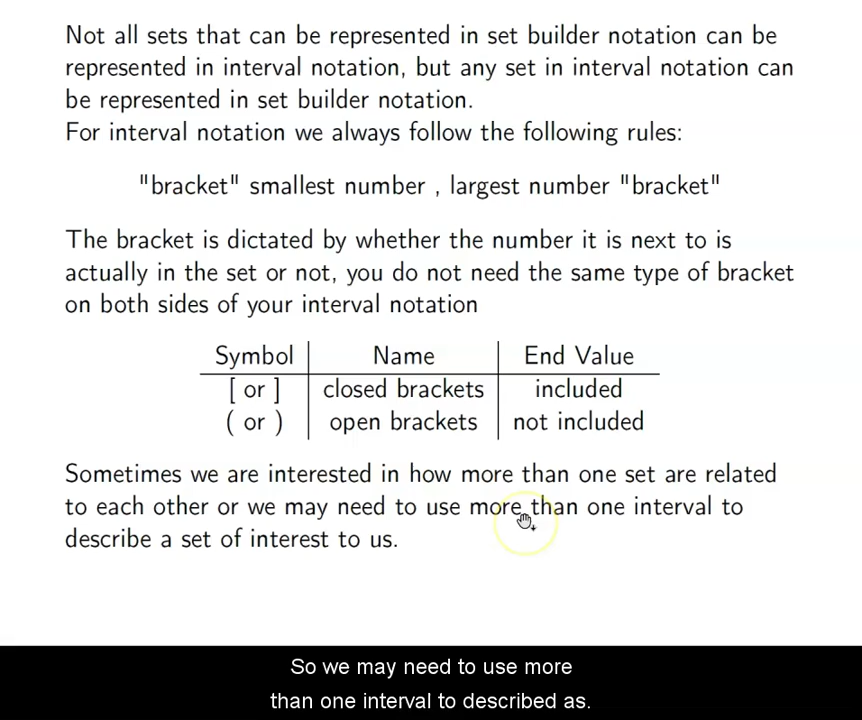 Not all sets that can be represented in set builder notation can be
represented in interval notation, but any set in interval notation can
be represented in set builder notation.
For interval notation we always follow the following rules:
"bracket" smallest number , largest number "bracket"
The bracket is dictated by whether the number it is next to is
actually in the set or not, you do not need the same type of bracket
on both sides of your interval notation
Symbol Name End Value
[ or ] closed brackets included
( or ) open brackets not included
Sometimes we are interested in how more than one set are related
to each other or we may need to use more than one interval to
describe a set of interest to us.
So we may need to use more
than one interval to described as.